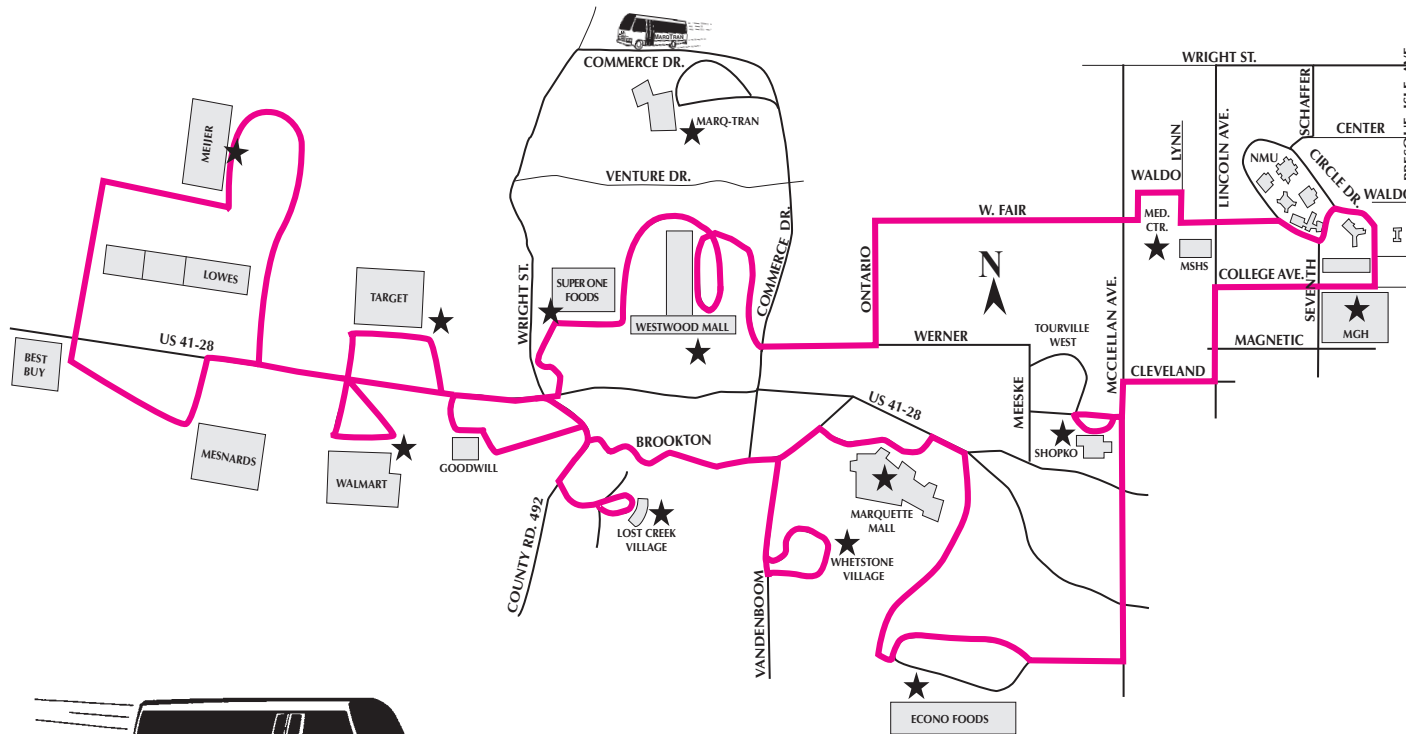 MARQTRAN
COMMERCE DR.
WRIGHT ST.
SCHAFFER
CENTER
MARQ-TRAN
LYNN
LINCOLN AVE.
MEIJER
NMU
CIRCLE DR.
VENTURE DR.
WALDO
WALDO
W. FAIR
MED.
CTR.
COMMERCE DR.
N
MSHS
LOWES
TARGET
SUPER ONE
FOODS
COLLEGE AVE.
ONTARIO
WRIGHT ST.
WESTWOOD MALL
SEVENTH
MGH
TOURVILLE
WEST
WERNER
MAGNETIC
US 41-28
BEST
BUY
MCCLELLAN AVE.
CLEVELAND
MEESKE
US 41-28
BROOKTON
SHOPKO
MESNARDS
GOODWILL
WALMART
MARQUETTE
MALL
LOST CREEK
VILLAGE
COUNTY RD. 492
WHETSTONE
VILLAGE
VANDENBOOM
ECONO FOODS